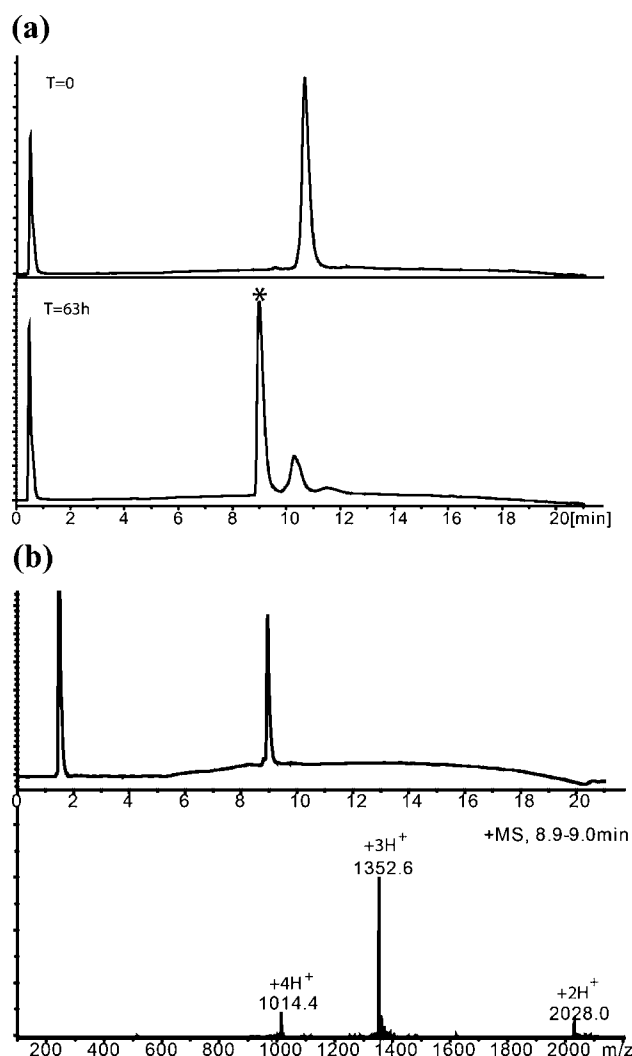 (a)
T=0
*
T=63h
0 2 4 6 8 10 12 14 16 18 20[min]
(b)
0 2 4 6 8 10 12 14 16 18 20
+MS, 8.9-9.0min
+3H+
1352.6
+4H+
1014.4
+2H+
2028.0
200 400 600 800 1000 1200 1400 1600 1800 2000 m/z